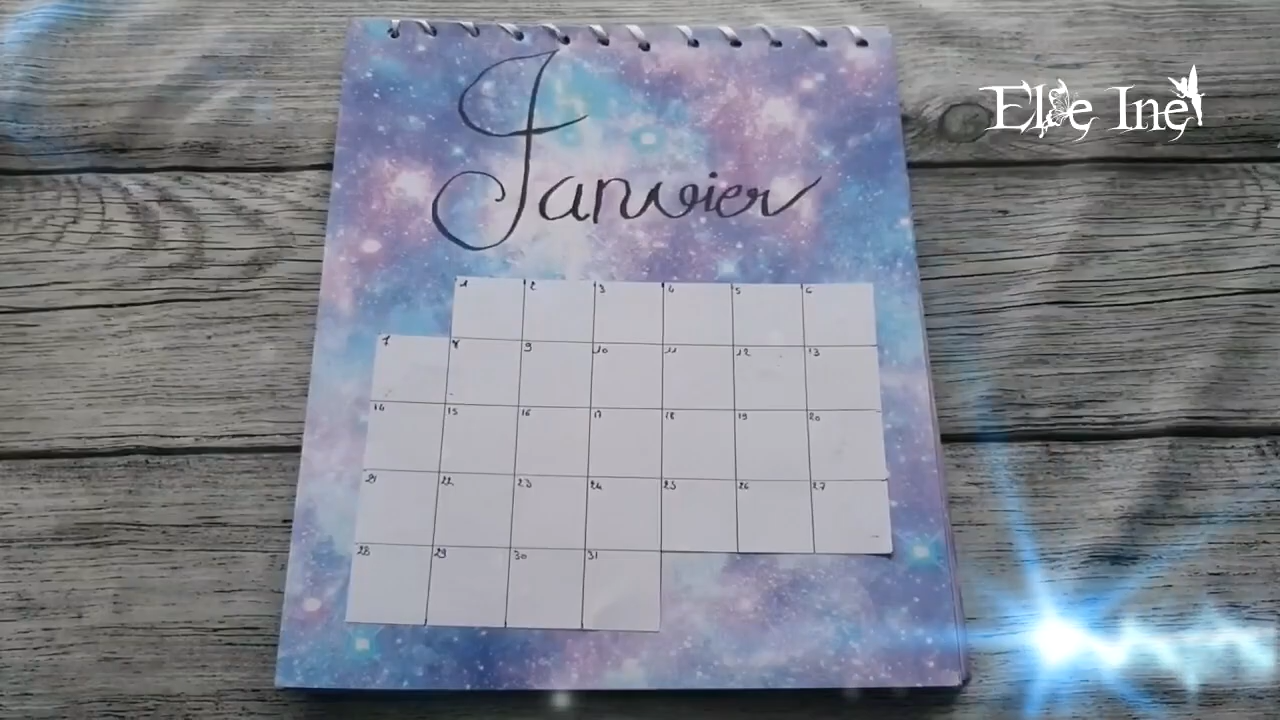 Elfe Iné
Janvier
1 2 3 4 5 6
7 8 9 10 11 12 13
14 15 16 17 18 19 20
21 22 23 24 25 26 27
28 29 30 31